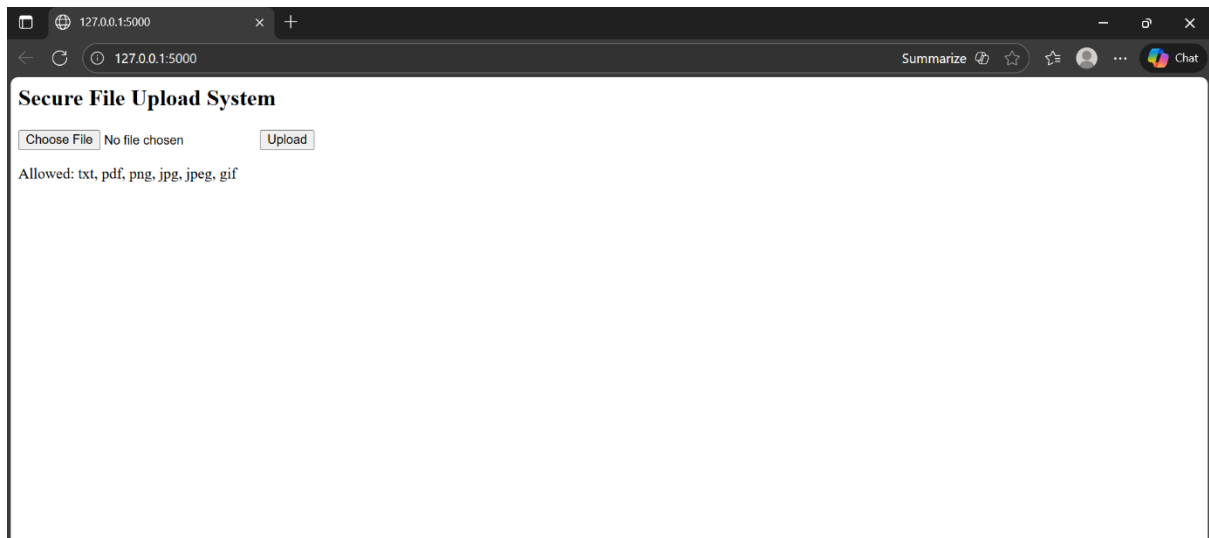 127.0.0.1:5000
127.0.0.1:5000 Summarize Chat
Secure File Upload System
Choose File No file chosen Upload
Allowed: txt, pdf, png, jpg, jpeg, gif